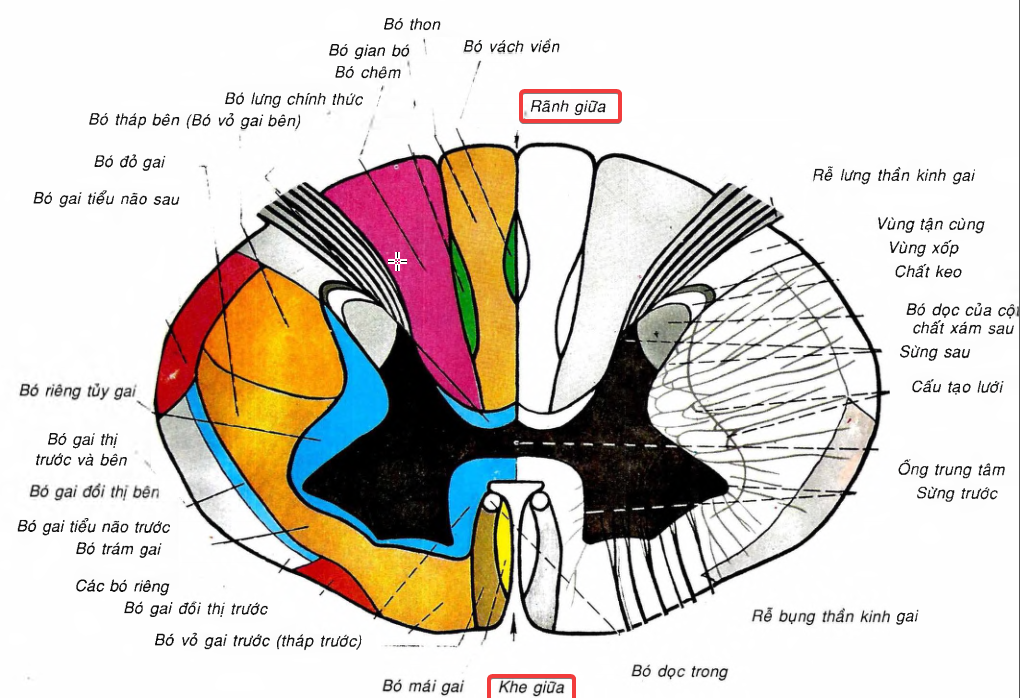 Bó thon
Bó gian bó
Bó vách viền
Bó chêm
Bó lưng chính thức
Rãnh giữa
Bó tháp bên (Bó vỏ gai bên)
Bó đỏ gai
Bó gai tiểu não sau
Rễ lưng thần kinh gai
Vùng tận cùng
Vùng xốp
Chất keo
Bó dọc của cột
chất xám sau
Sừng sau
Cấu tạo lưới
Bó riêng tủy gai
Bó gai thị
trước và bên
Bó gai đồi thị bên
Ống trung tâm
Sừng trước
Bó gai tiểu não trước
Bó trám gai
Các bó riêng
Bó gai đồi thị trước
Rễ bụng thần kinh gai
Bó vỏ gai trước (tháp trước)
Bó dọc trong
Bó mái gai
Khe giữa